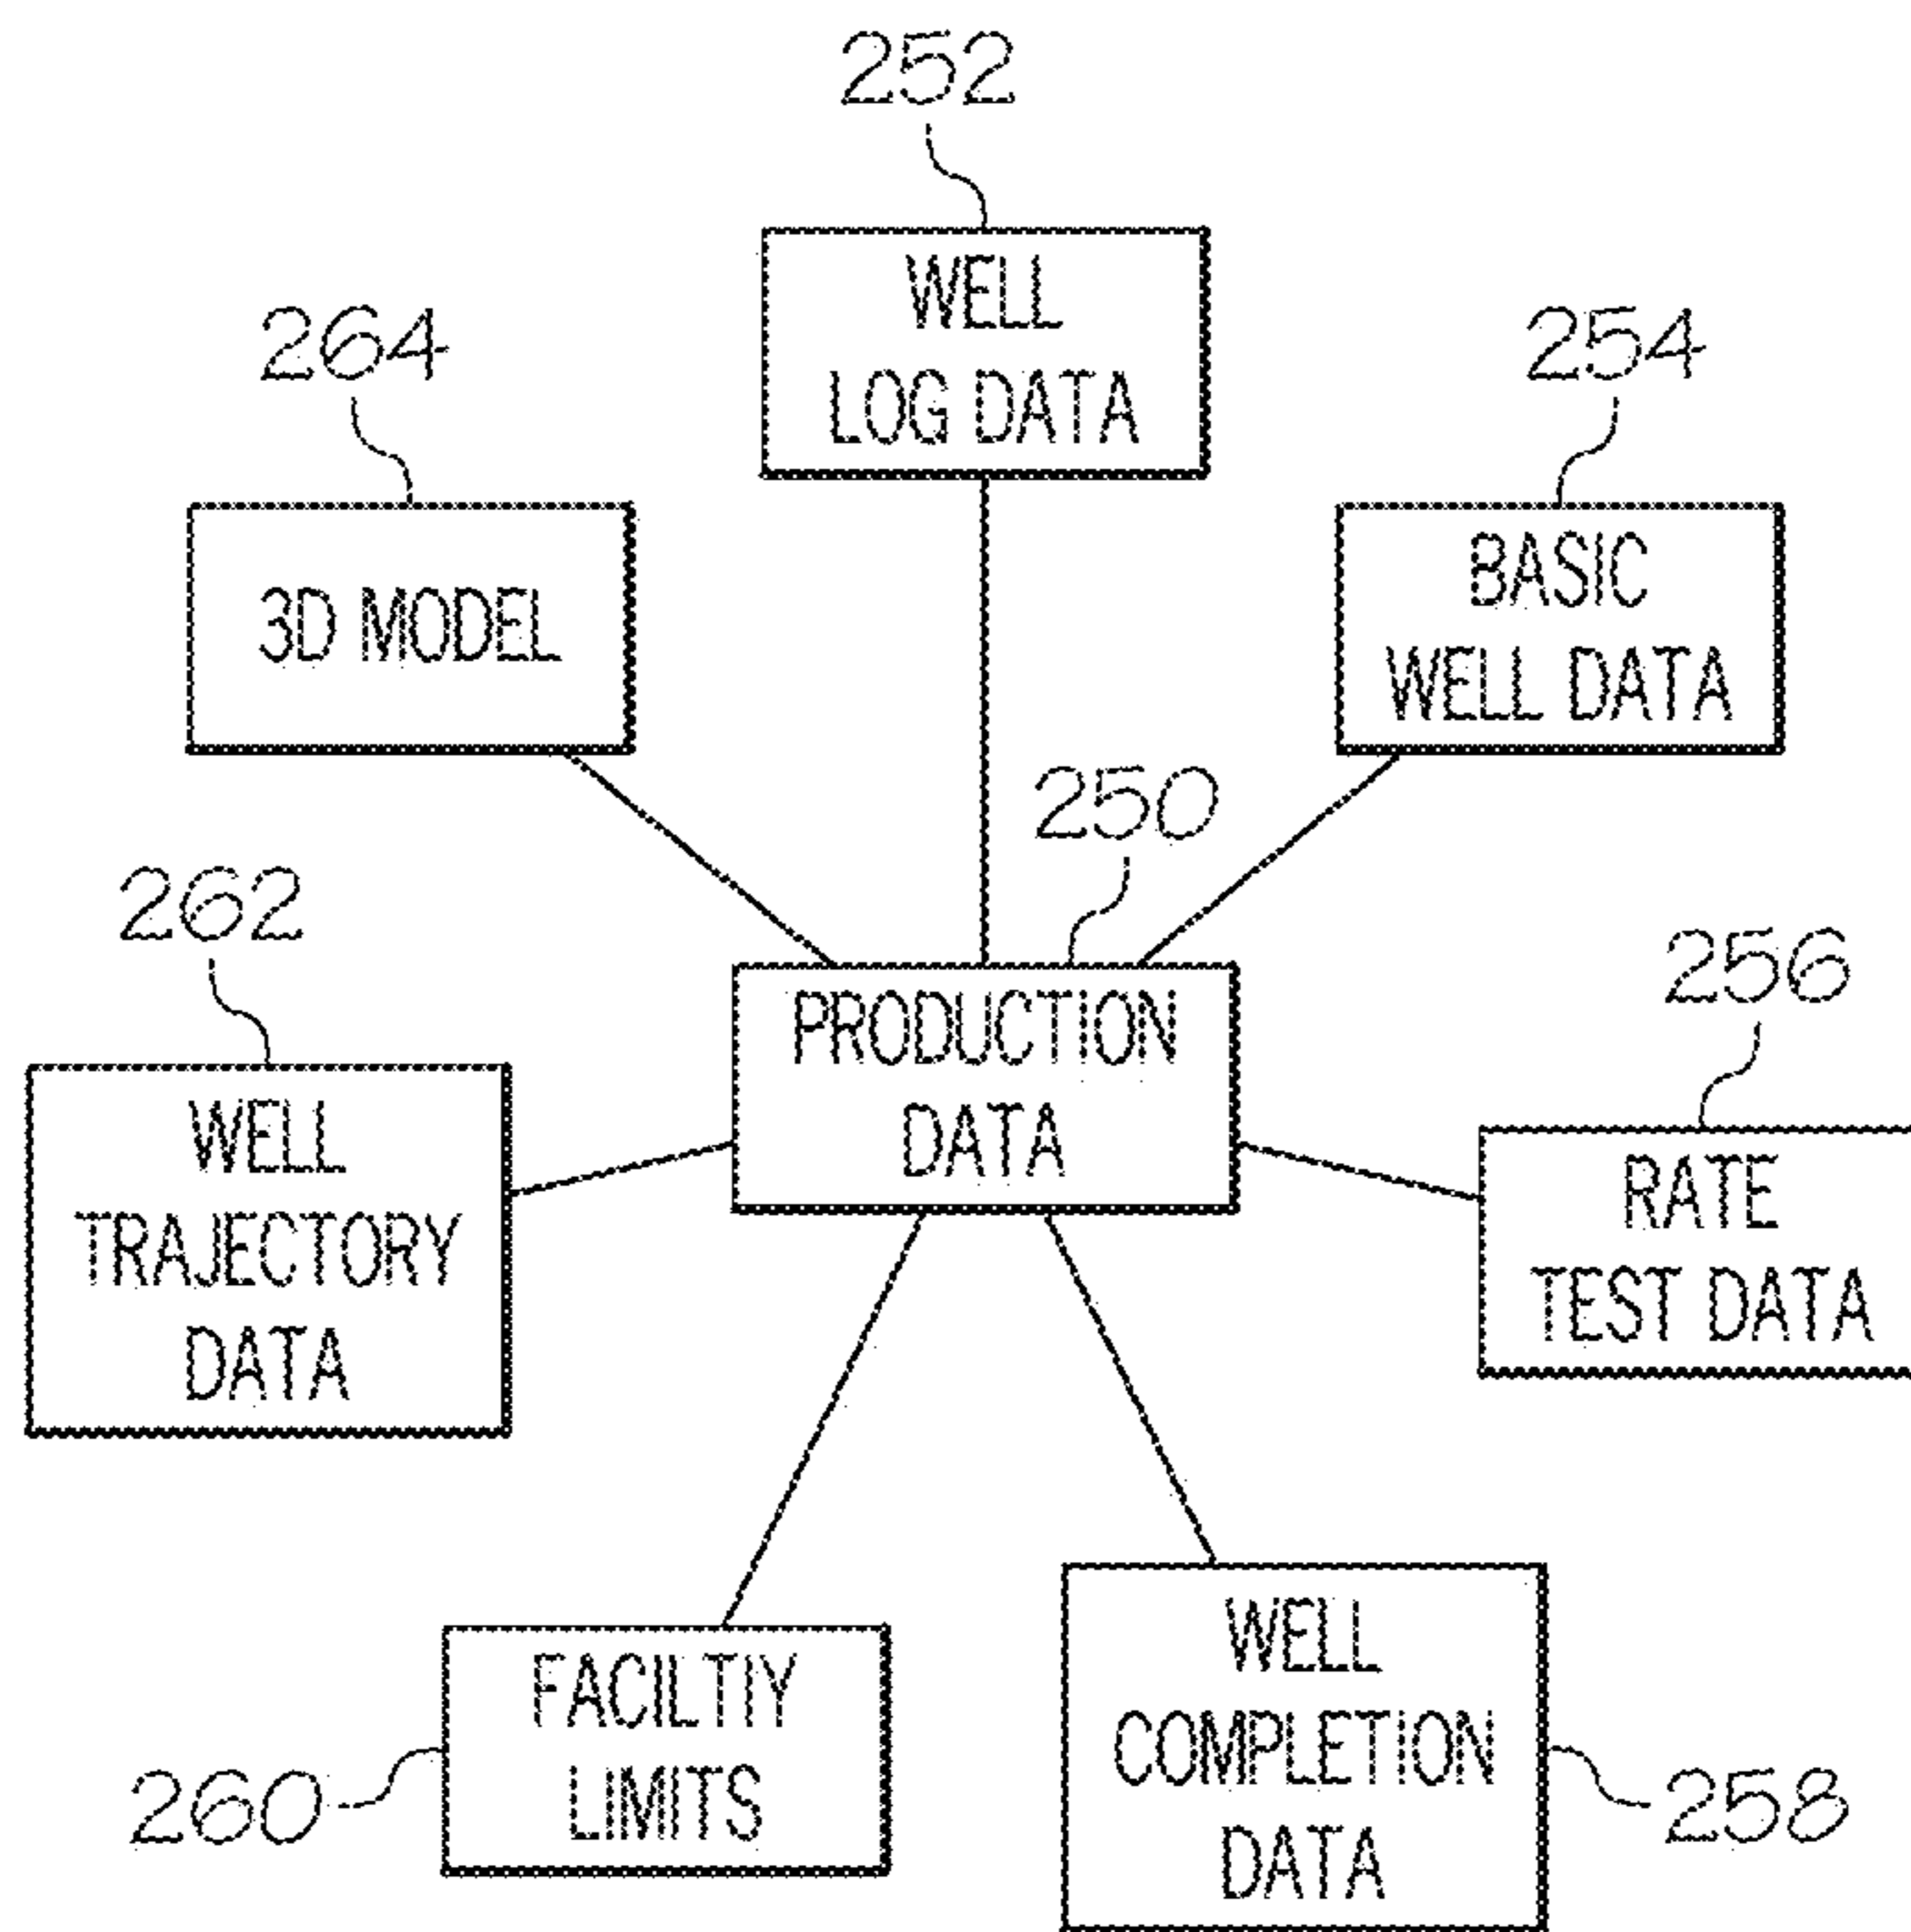 252
WELL
LOG DATA
264
3D MODEL
254
BASIC
WELL DATA
250
PRODUCTION
DATA
262
WELL
TRAJECTORY
DATA
256
RATE
TEST DATA
FACILTIY
LIMITS
260
WELL
COMPLETION
DATA
258